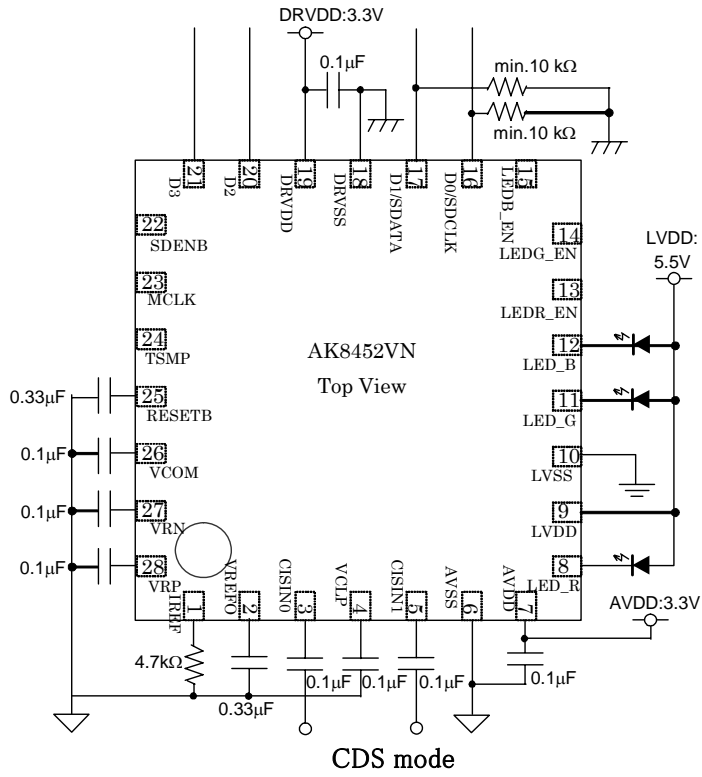 DRVDD:3.3V
0.1μF
min.10 kΩ
min.10 kΩ
21
20
19
18
17
16
15
D3
D2
DRVDD
DRVSS
D1/SDATA
D0/SDCLK
LEDB_EN
22
SDENB
23
MCLK
24
TSMP
25
RESETB
26
VCOM
27
VRN
28
VRP
0.33μF
0.1μF
0.1μF
0.1μF
AK8452VN
Top View
14
LEDG_EN
13
LEDR_EN
12
LED_B
11
LED_G
10
LVSS
9
LVDD
8
LED_R
LVDD:
5.5V
IREF
VREFO
CISIN0
VCLP
CISIN1
AVSS
AVDD
1
2
3
4
5
6
7
AVDD:3.3V
4.7kΩ
0.33μF
0.1μF
0.1μF
0.1μF
0.1μF
CDS mode